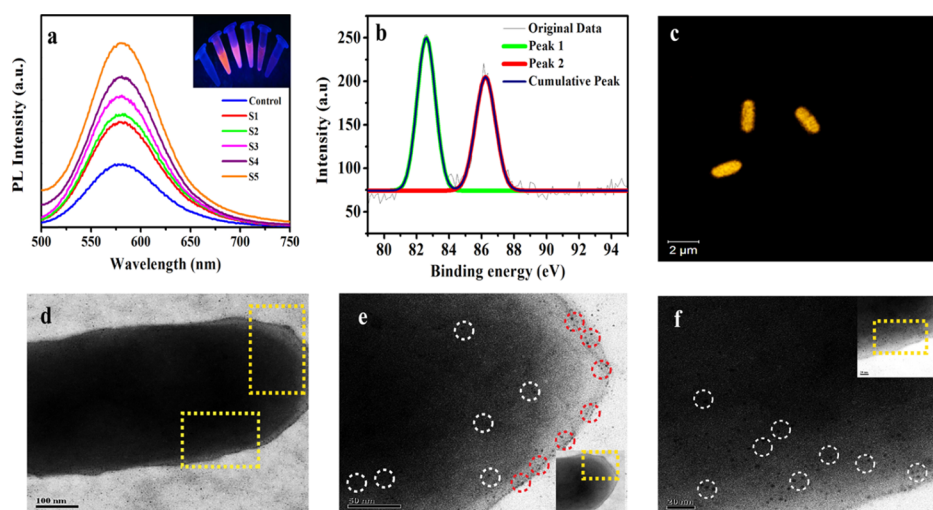 a
PL Intensity (a.u.)
Control
S1
S2
S3
S4
S5
500 550 600 650 700 750
Wavelength (nm)
b
Intensity (a.u)
250
200
150
100
50
Original Data
Peak 1
Peak 2
Cumulative Peak
80 82 84 86 88 90 92 94
Binding energy (eV)
c
2 μm
d
100 nm
e
50 nm
f
20 nm